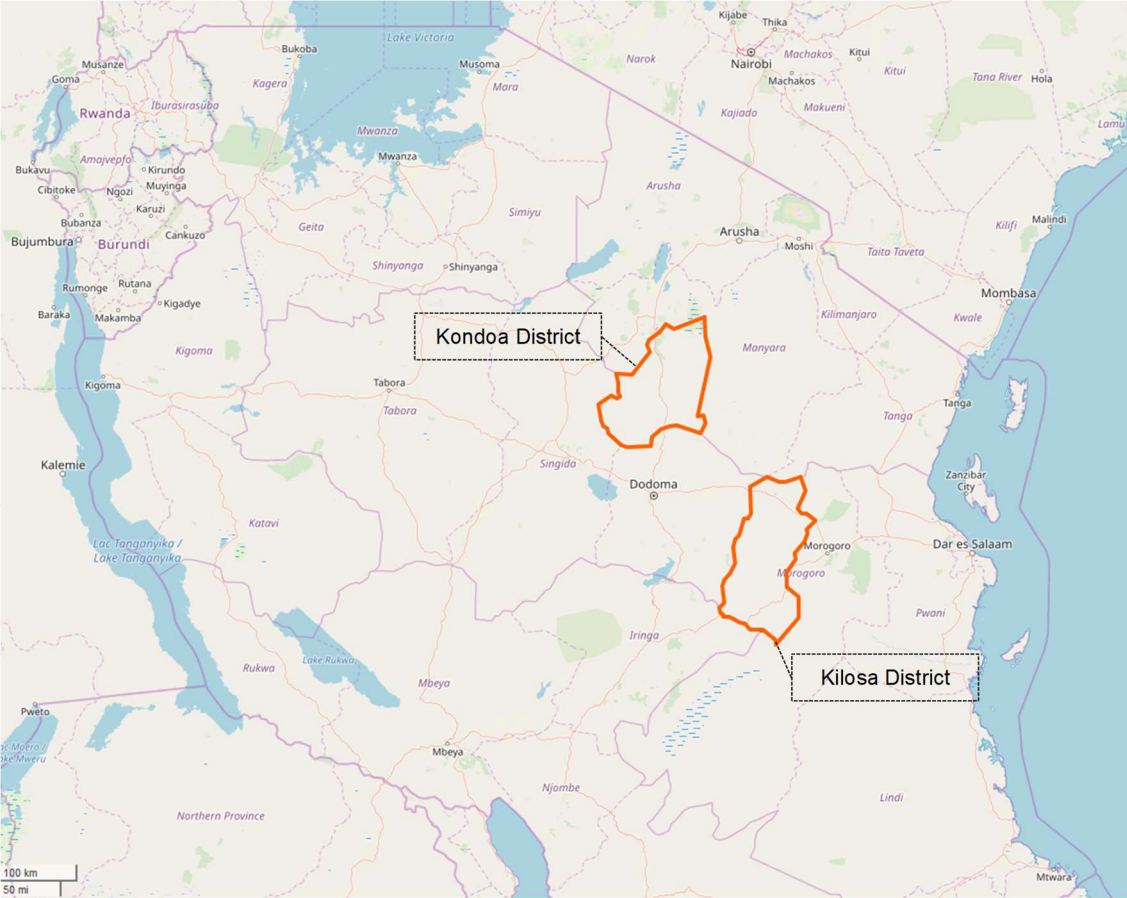 Kijabe
Thika
Lake Victoria
Bukoba
Musanze
Musoma
Nairobi
Machakos
Kitui
Goma
Kagera
Mara
Narok
Machakos
Kitui
Tana River
Hola
Rwanda
Iburasirasuba
Kajiado
Makueni
Lamu
Mwanza
Amajyepfo
Mwanza
Bukavu
Kirundo
Cibitoke
Ngozi
Muyinga
Arusha
Karuzi
Simiyu
Bubanza
Geita
Kilifi
Malindi
Bujumbura
Burundi
Cankuzo
Arusha
Moshi
Taita Taveta
Shinyanga
Shinyanga
Rumonge
Rutana
Mombasa
Kigadye
Baraka
Makamba
Kilimanjaro
Kwale
Kondoa District
Kigoma
Manyara
Kigoma
Tabora
Tabora
Tanga
Tanga
Kalemie
Singida
Dodoma
Zanzibar
City
Katavi
Lac Tanganyika /
Lake Tanganyika
Morogoro
Dar es Salaam
Morogoro
Pwani
Iringa
Lake Rukwa
Rukwa
Mbeya
Kilosa District
Pweto
Mbeya
Njombe
Lindi
Northern Province
100 km
50 mi
Mtwara